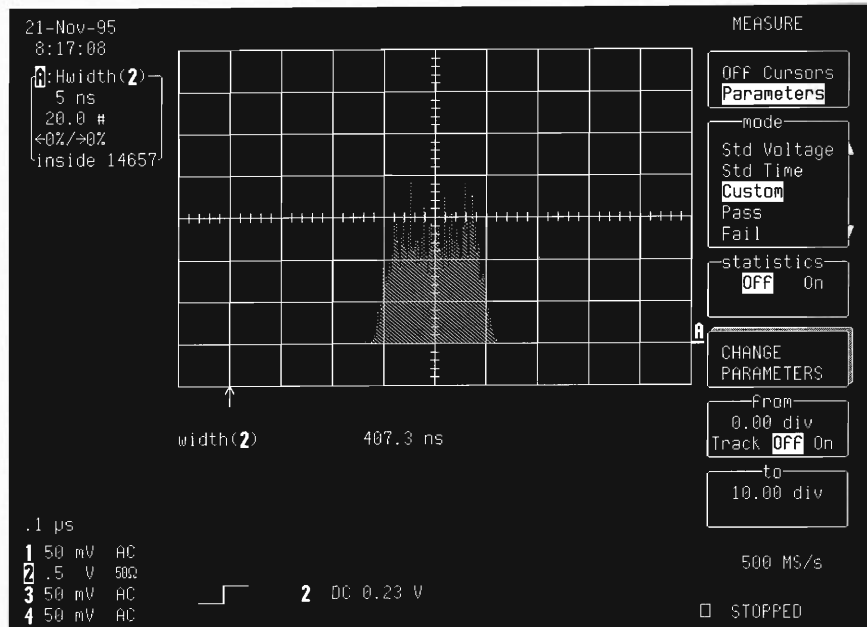 21-Nov-95
8:17:08
A:Hwidth(2)
5 ns
20.0 #
←0%/→0%
inside 14657
width(2) 407.3 ns
.1 µs
1 50 mV AC
2 .5 V 50Ω
3 50 mV AC
4 50 mV AC
2 DC 0.23 V
A
MEASURE
Off Cursors
Parameters
mode
Std Voltage
Std Time
Custom
Pass
Fail
statistics
Off On
CHANGE
PARAMETERS
from
0.00 div
Track Off On
to
10.00 div
500 MS/s
STOPPED